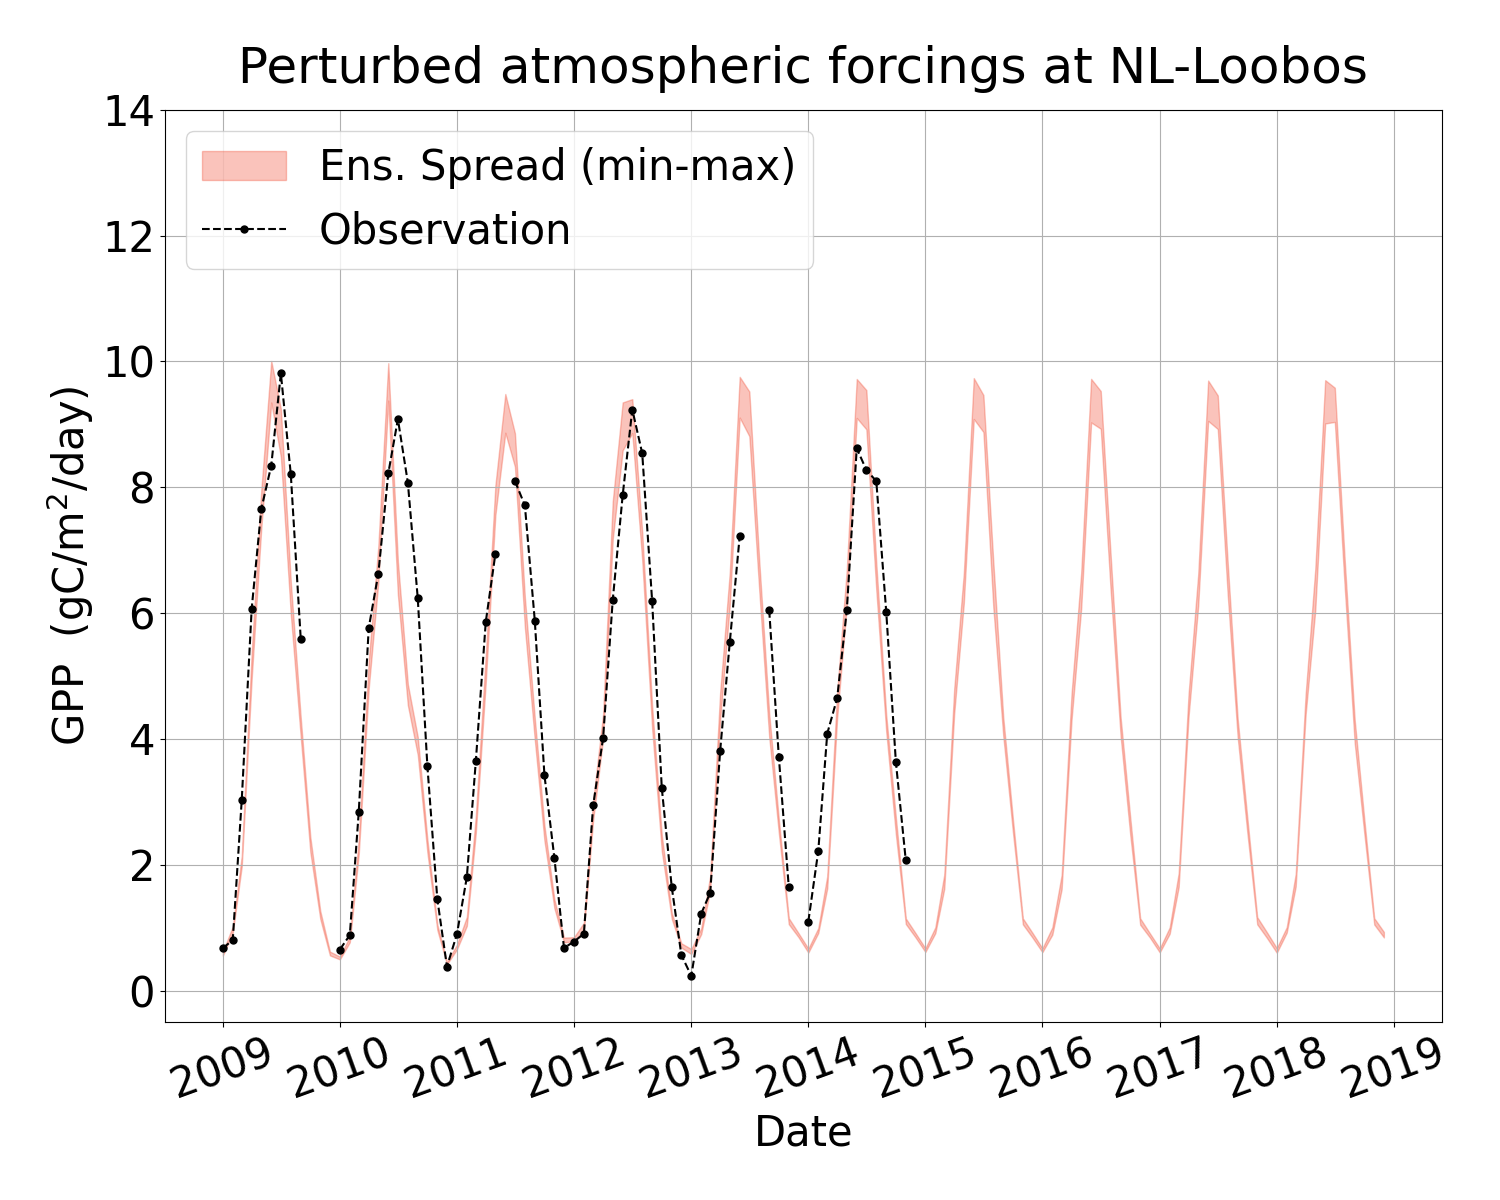 Perturbed atmospheric forcings at NL-Loobos
Ens. Spread (min-max)
Observation
14
12
10
8
6
4
2
0
GPP (gC/m²/day)
2009 2010 2011 2012 2013 2014 2015 2016 2017 2018 2019
Date